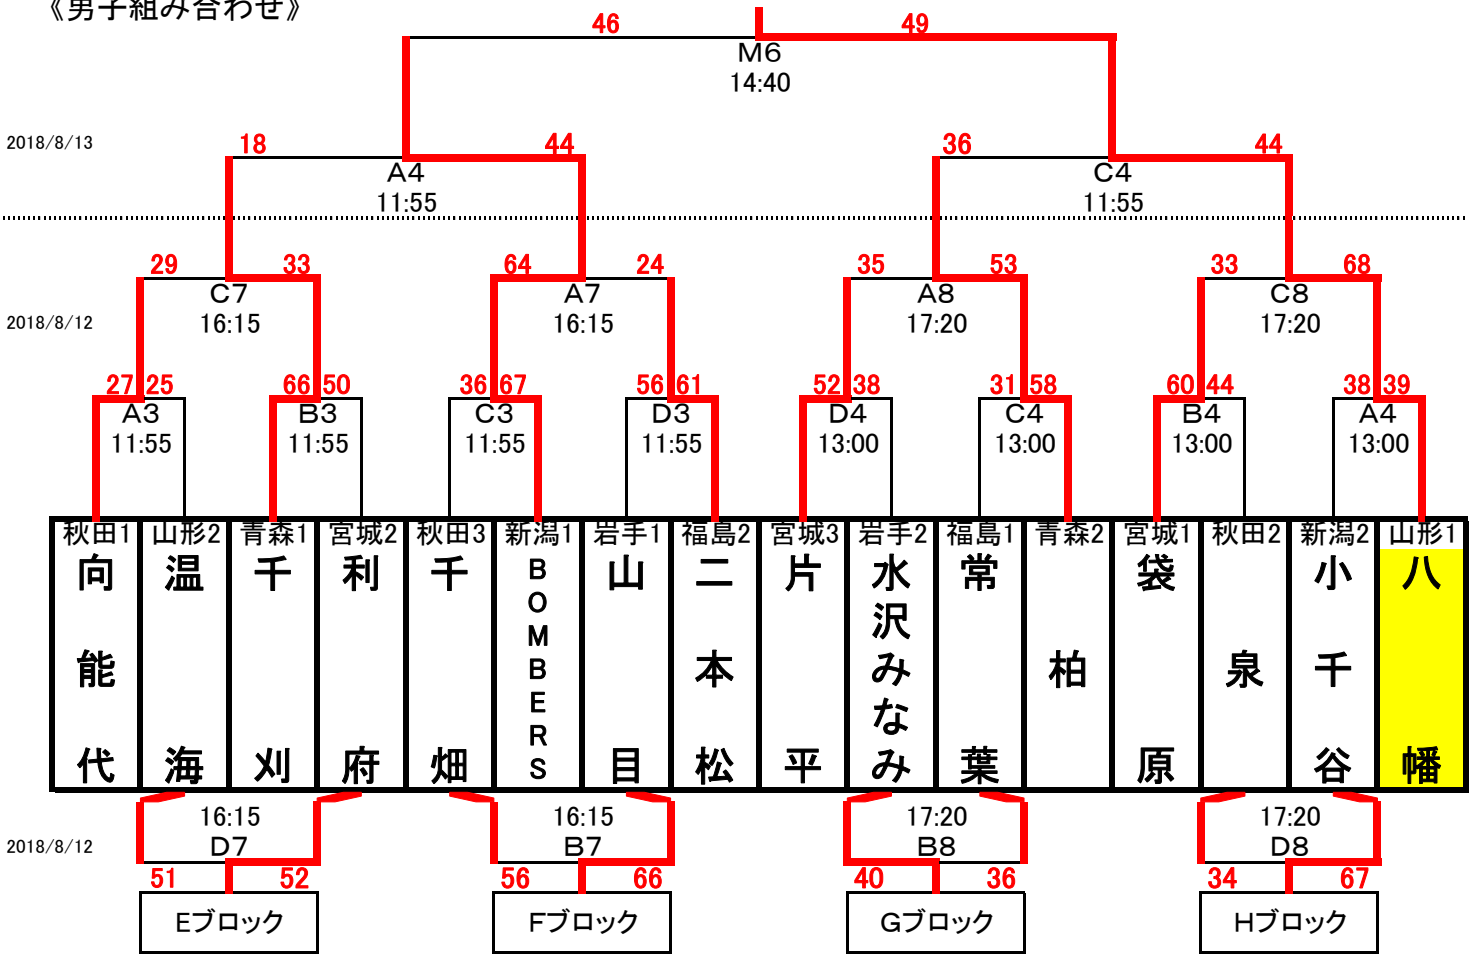 《男子組み合わせ》
46 49
M6
14:40
2018/8/13
18 44 36 44
A4 C4
11:55 11:55
29 33 64 24 35 53 33 68
C7 A7 A8 C8
2018/8/12
16:15 16:15 17:20 17:20
27 25 66 50 36 67 56 61 52 38 31 58 60 44 38 39
A3 B3 C3 D3 D4 C4 B4 A4
11:55 11:55 11:55 11:55 13:00 13:00 13:00 13:00
秋田1 山形2 青森1 宮城2 秋田3 新潟1 岩手1 福島2 宮城3 岩手2 福島1 青森2 宮城1 秋田2 新潟2 山形1
向能代
温海
千刈
利府
千畑
BOMBERS
山目
二本松
片平
水沢みなみ
常葉
柏
袋原
泉
小千谷
八幡
16:15 16:15 17:20 17:20
2018/8/12
D7 B7 B8 D8
51 52 56 66 40 36 34 67
Eブロック Fブロック Gブロック Hブロック